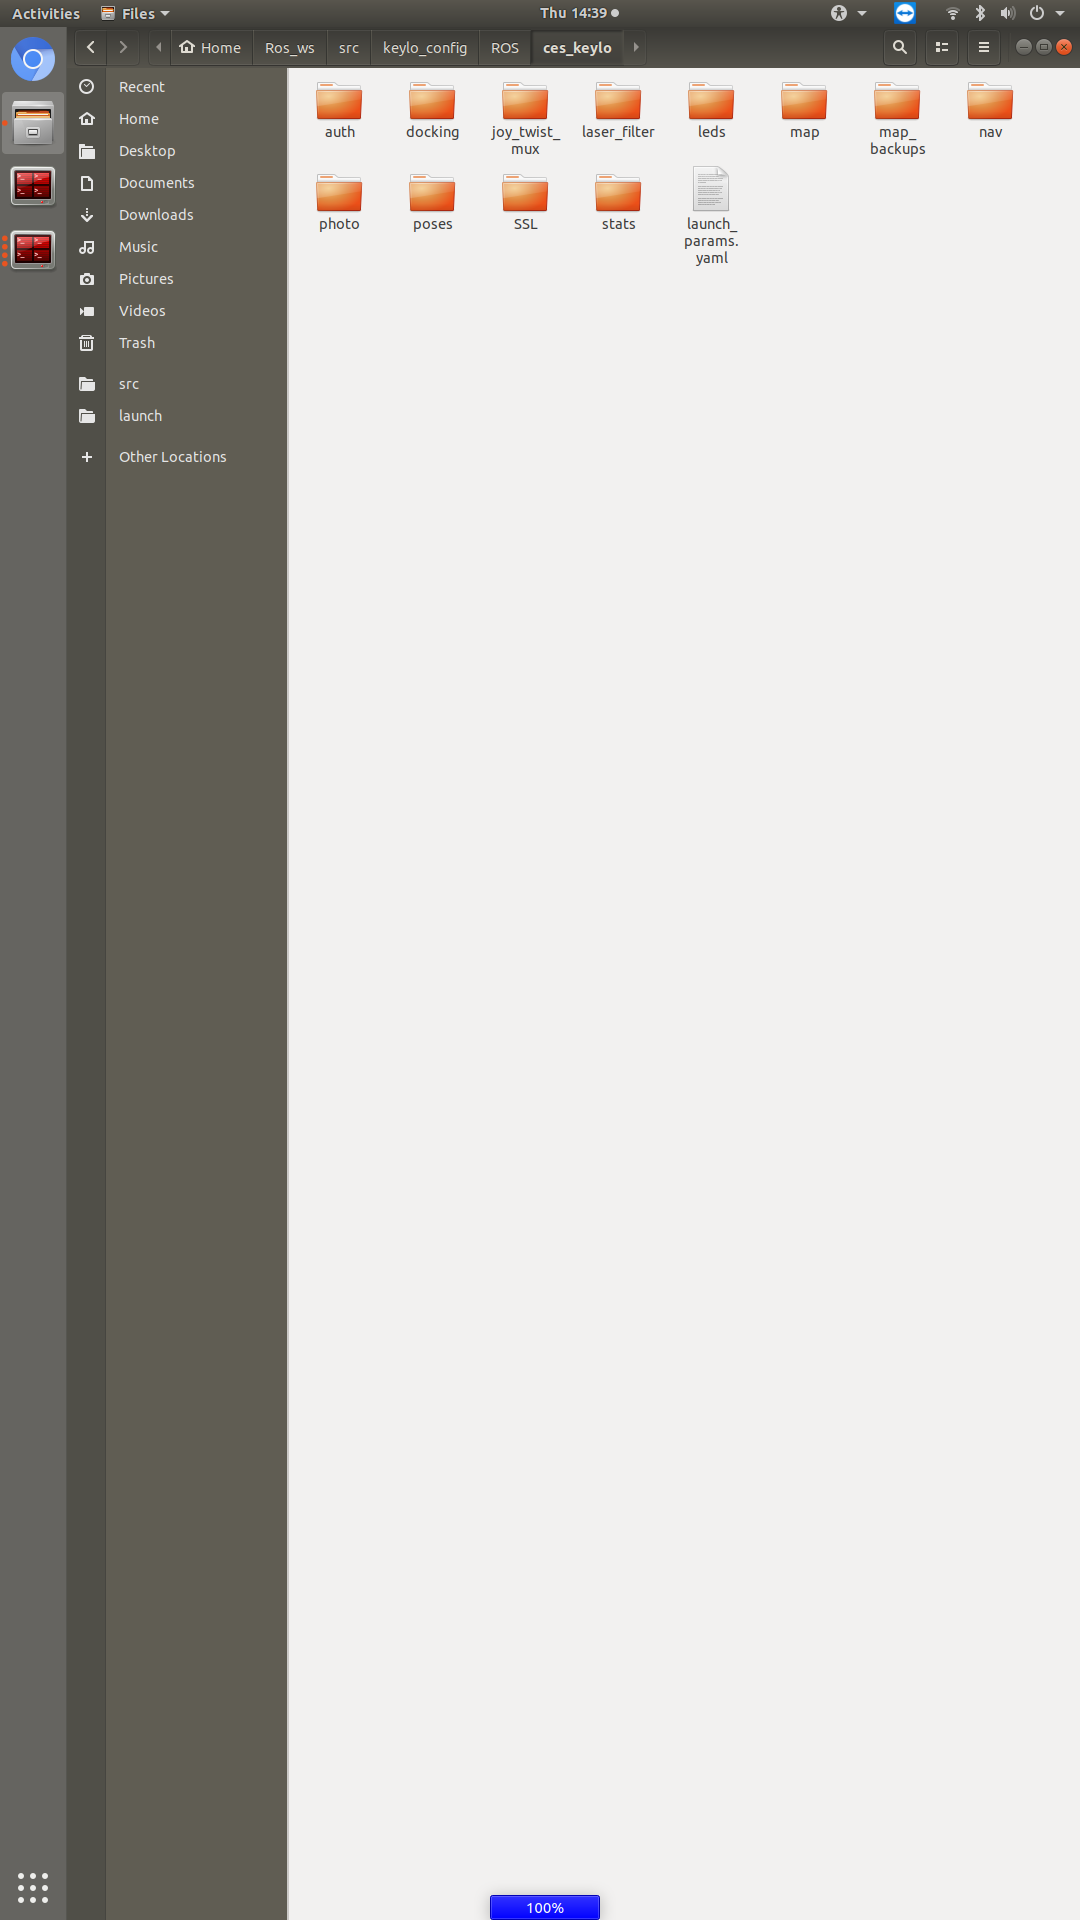 Activities Files Thu 14:39
Home Ros_ws src keylo_config ROS ces_keylo
Recent
Home
Desktop
Documents
Downloads
Music
Pictures
Videos
Trash
src
launch
Other Locations
auth docking joy_twist_ laser_filter leds map map_ nav
mux backups
photo poses SSL stats launch_
params.
yaml
100%